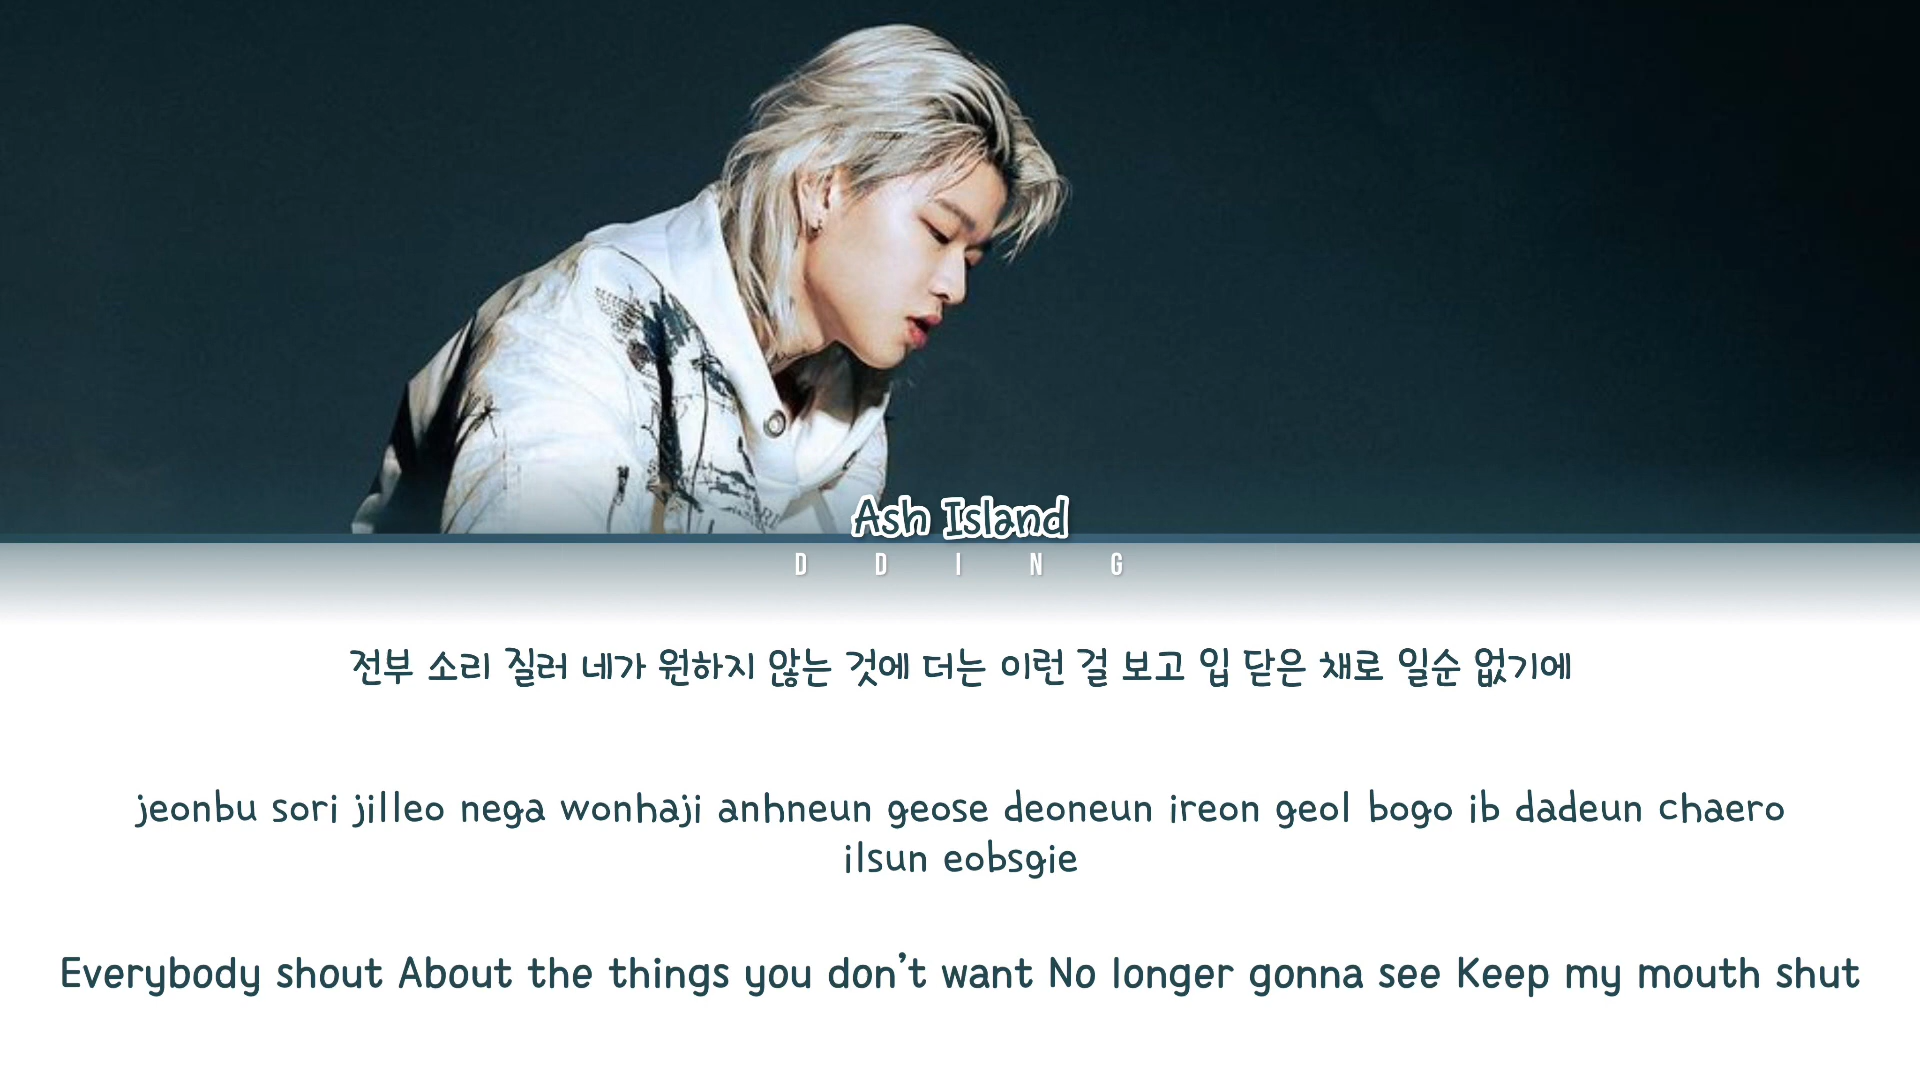 Ash Island
D D I N G
전부 소리 질러 네가 원하지 않는 것에 더는 이런 걸 보고 입 닫은 채로 일순 없기에
jeonbu sori jilleo nega wonhaji anhneun geose deoneun ireon geol bogo ib dadeun chaero
ilsun eobsgie
Everybody shout About the things you don't want No longer gonna see Keep my mouth shut